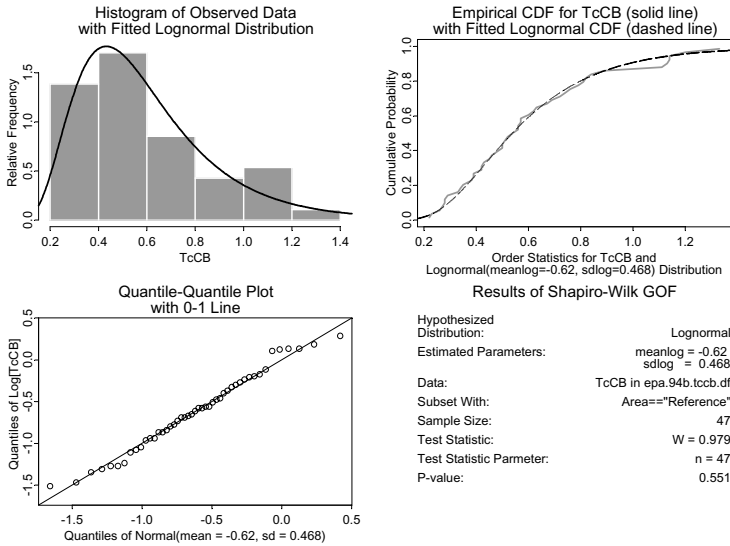 Histogram of Observed Data
with Fitted Lognormal Distribution
Relative Frequency
0.0 0.5 1.0 1.5
0.2 0.4 0.6 0.8 1.0 1.2 1.4
TcCB
Empirical CDF for TcCB (solid line)
with Fitted Lognormal CDF (dashed line)
Cumulative Probability
0.0 0.2 0.4 0.6 0.8 1.0
0.2 0.4 0.6 0.8 1.0 1.2
Order Statistics for TcCB and
Lognormal(meanlog=-0.62, sdlog=0.468) Distribution
Quantile-Quantile Plot
with 0-1 Line
Quantiles of Log[TcCB]
-1.5 -1.0 -0.5 0.0 0.5
-1.5 -1.0 -0.5 0.0 0.5
Quantiles of Normal(mean = -0.62, sd = 0.468)
Results of Shapiro-Wilk GOF
Hypothesized
Distribution: Lognormal
Estimated Parameters: meanlog = -0.62
sdlog = 0.468
Data: TcCB in epa.94b.tccb.df
Subset With: Area=="Reference"
Sample Size: 47
Test Statistic: W = 0.979
Test Statistic Parmeter: n = 47
P-value: 0.551